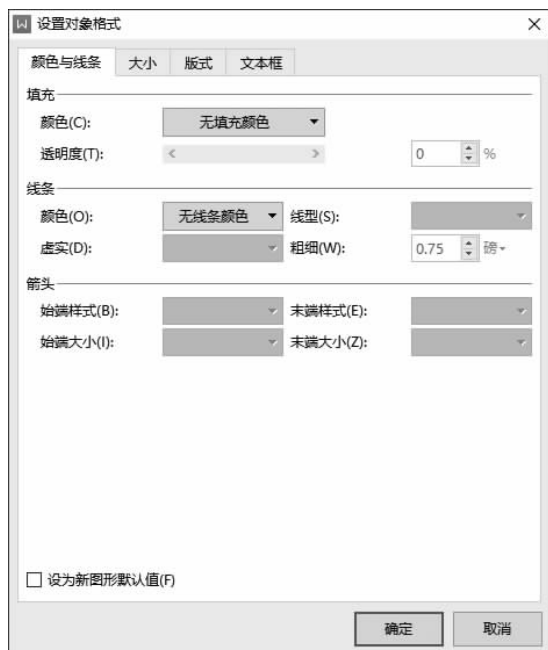 W 设置对象格式
颜色与线条 大小 版式 文本框
填充
颜色(C): 无填充颜色
透明度(T): 0 %
线条
颜色(O): 无线条颜色 线型(S):
虚实(D): 粗细(W): 0.75 磅
箭头
始端样式(B): 末端样式(E):
始端大小(I): 末端大小(Z):
设为新图形默认值(F)
确定 取消